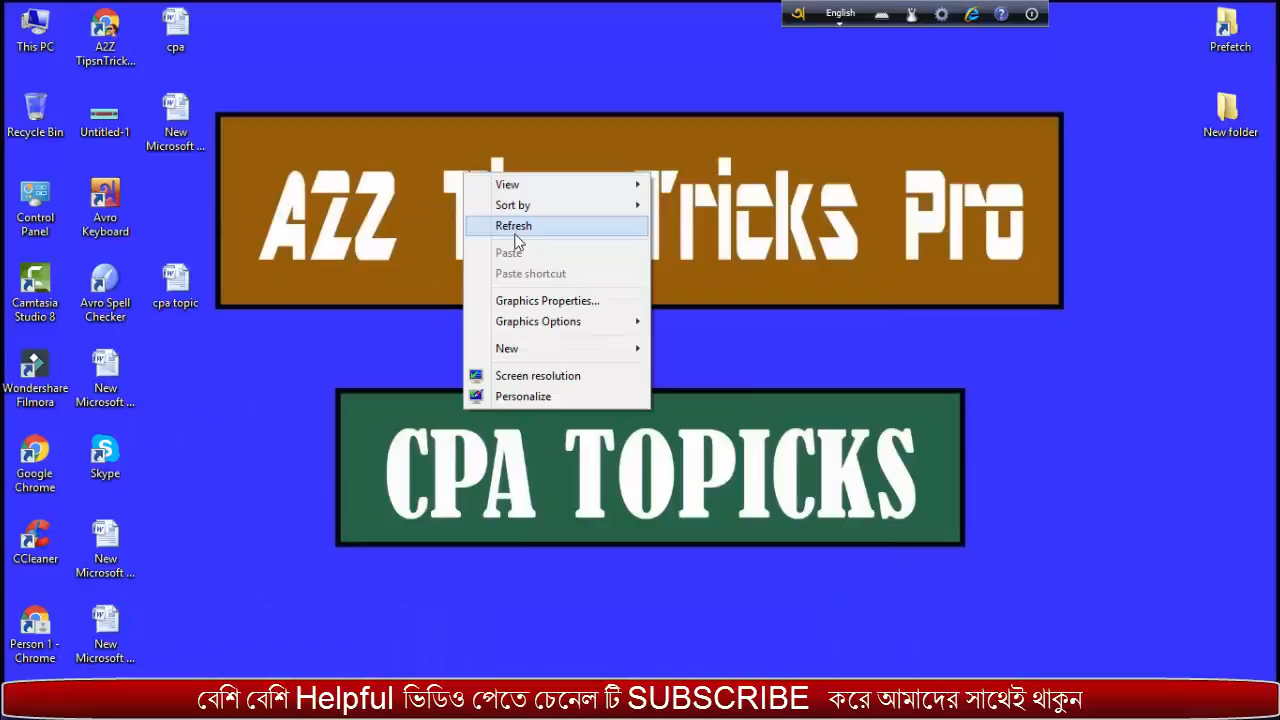 English
This PC
A2Z
TipsnTrick...
cpa
Prefetch
Recycle Bin
Untitled-1
New
Microsoft ...
New folder
A2Z
Tricks Pro
View
Sort by
Refresh
Paste
Paste shortcut
Graphics Properties...
Graphics Options
New
Screen resolution
Personalize
Control
Panel
Avro
Keyboard
Camtasia
Studio 8
Avro Spell
Checker
cpa topic
Wondershare
Filmora
New
Microsoft ...
CPA TOPICKS
Google
Chrome
Skype
CCleaner
New
Microsoft ...
Person 1 -
Chrome
New
Microsoft ...
বেশি বেশি Helpful ভিডিও পেতে চেনেল টি SUBSCRIBE করে আমাদের সাথেই থাকুন